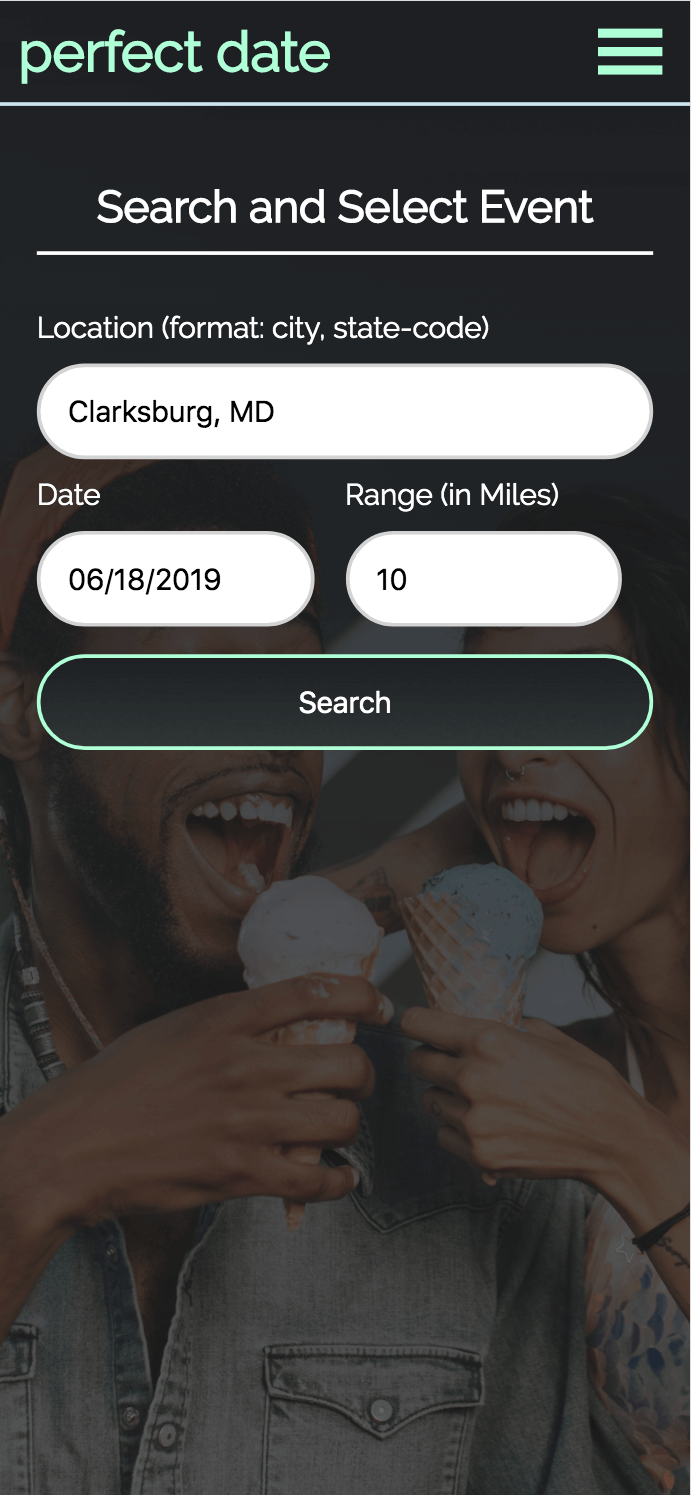 perfect date
Search and Select Event
Location (format: city, state-code)
Clarksburg, MD
Date Range (in Miles)
06/18/2019 10
Search